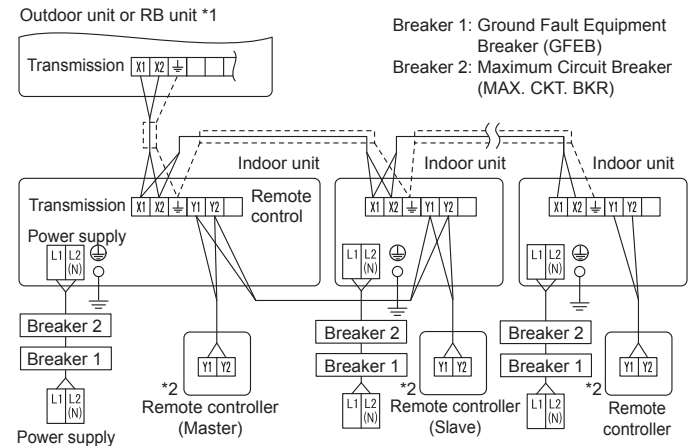 Outdoor unit or RB unit *1
Breaker 1: Ground Fault Equipment
Breaker (GFEB)
Breaker 2: Maximum Circuit Breaker
(MAX. CKT. BKR)
Transmission X1 X2 ⏚
Indoor unit
Indoor unit
Indoor unit
Transmission X1 X2 ⏚ Y1 Y2
Remote
control
X1 X2 ⏚ Y1 Y2
X1 X2 ⏚ Y1 Y2
Power supply
L1 L2
(N)
L1 L2
(N)
L1 L2
(N)
Breaker 2
Breaker 2
Breaker 2
Breaker 1
Breaker 1
Breaker 1
Y1 Y2
Y1 Y2
Y1 Y2
*2
*2
*2
L1 L2
(N)
L1 L2
(N)
L1 L2
(N)
Remote controller
(Master)
Remote controller
(Slave)
Remote
controller
Power supply